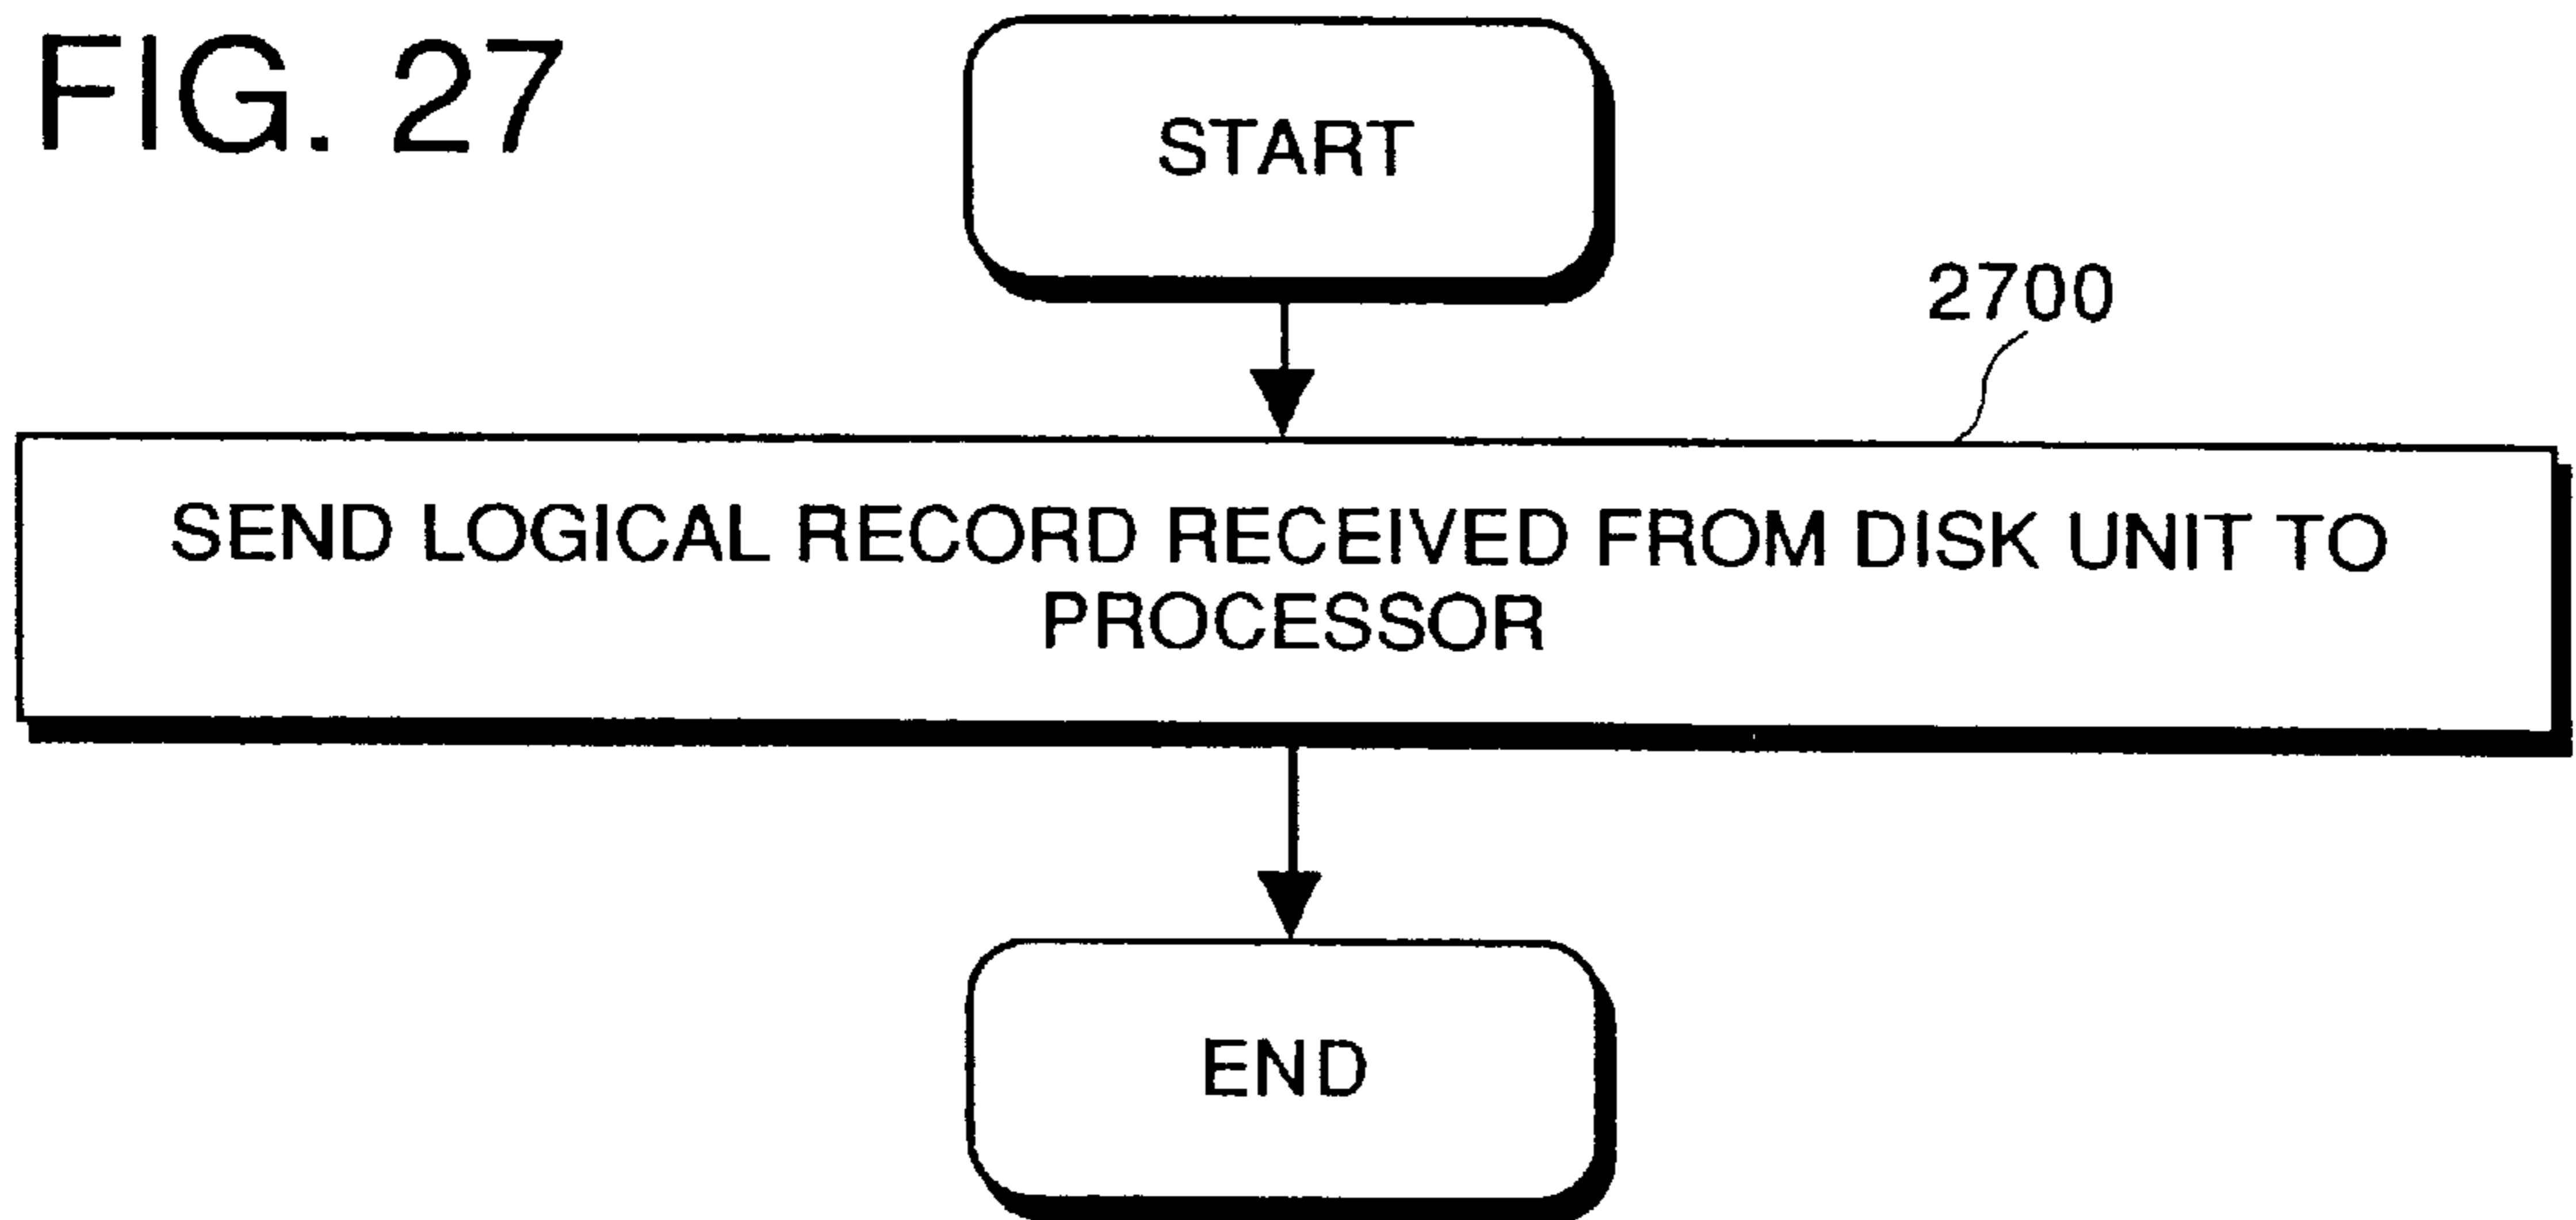 FIG. 27
START
2700
SEND LOGICAL RECORD RECEIVED FROM DISK UNIT TO
PROCESSOR
END